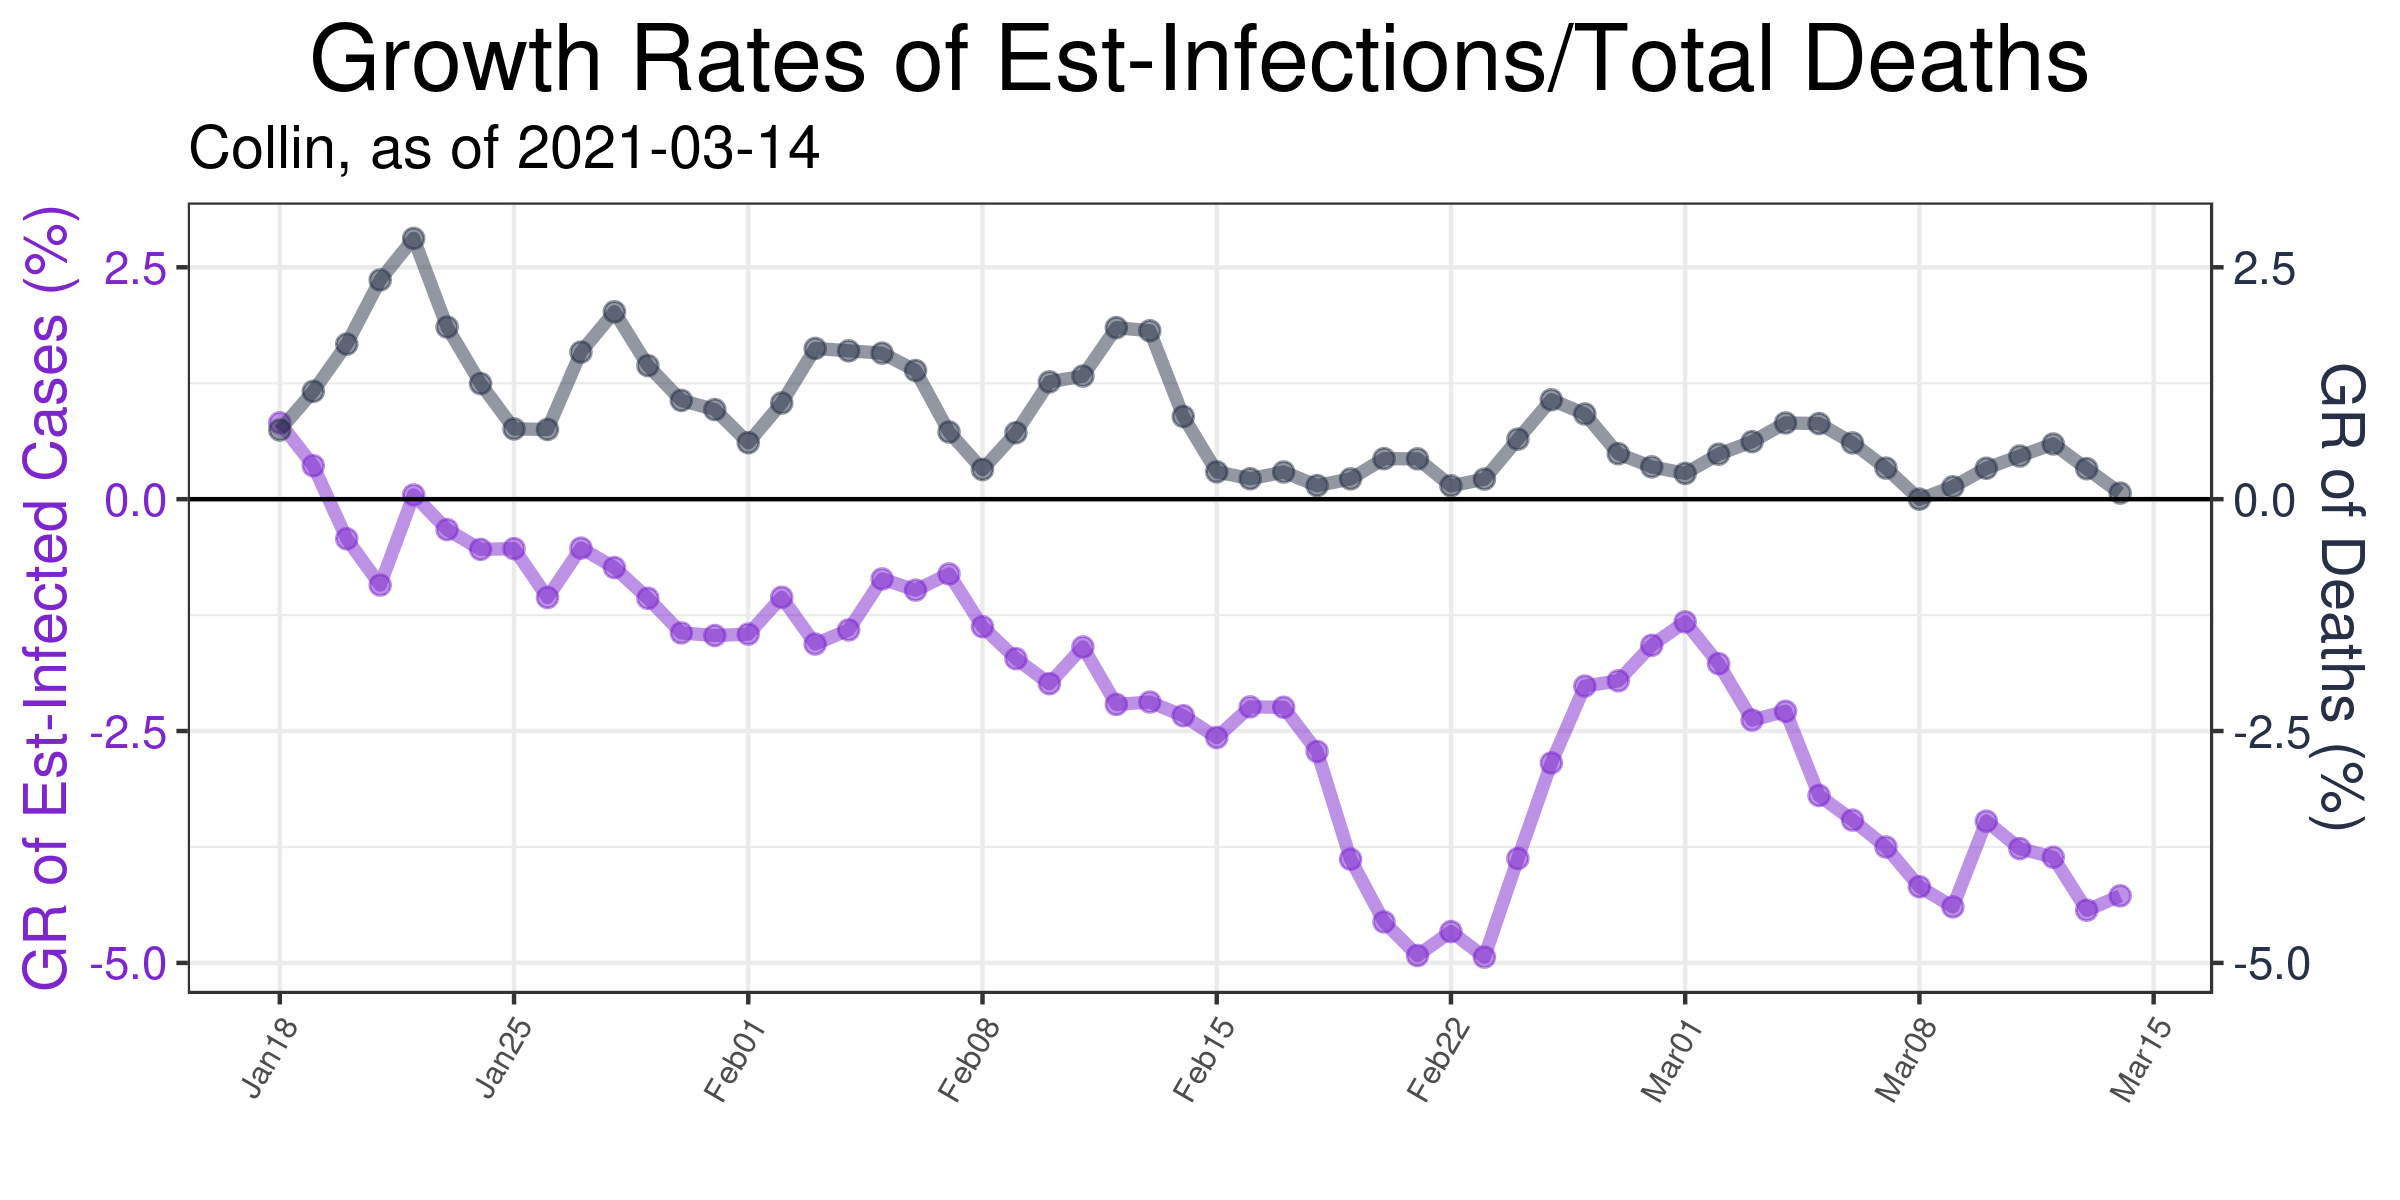 Growth Rates of Est-Infections/Total Deaths
Collin, as of 2021-03-14
GR of Est-Infected Cases (%)
2.5
0.0
-2.5
-5.0
2.5
0.0
-2.5
-5.0
GR of Deaths (%)
Jan18
Jan25
Feb01
Feb08
Feb15
Feb22
Mar01
Mar08
Mar15